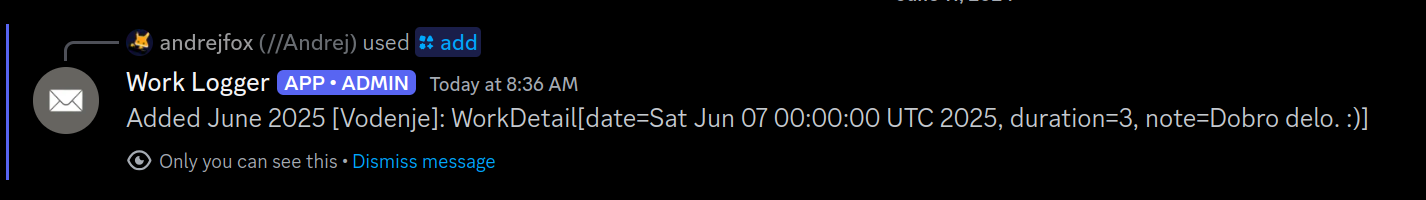 andrejfox (//Andrej) used add
Work Logger APP • ADMIN Today at 8:36 AM
Added June 2025 [Vodenje]: WorkDetail[date=Sat Jun 07 00:00:00 UTC 2025, duration=3, note=Dobro delo. :)]
Only you can see this • Dismiss message